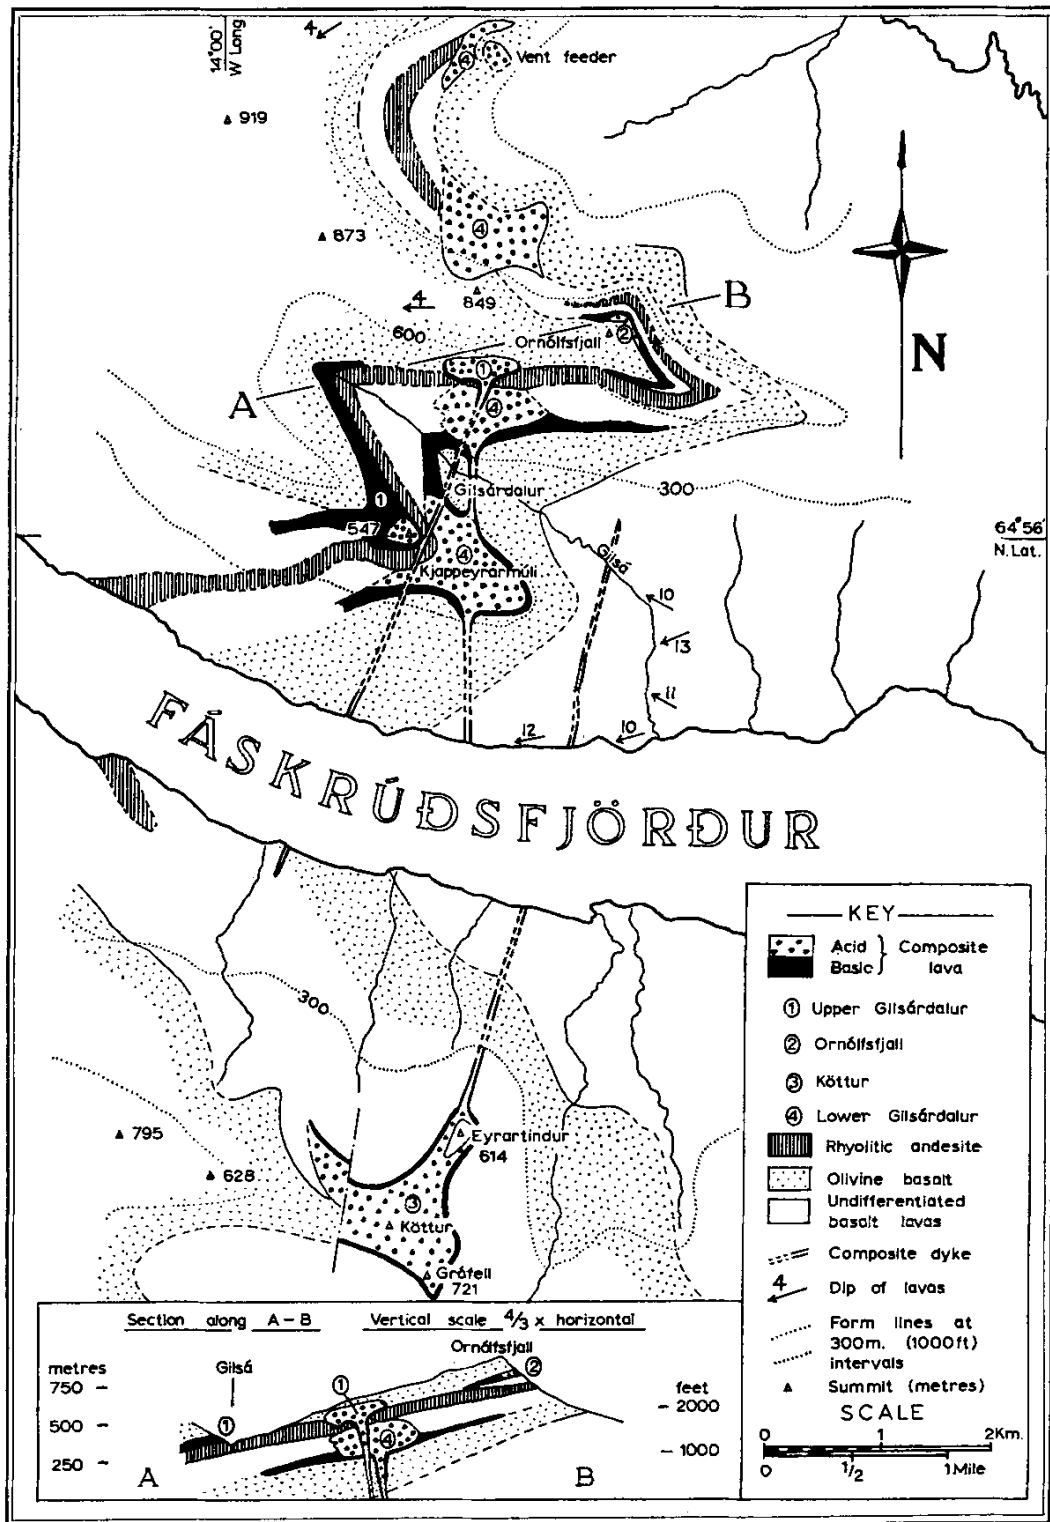 14°00'
W Long
4
④
Vent feeder
919
④
873
849
4
B
600
Ornólfsfjall
②
①
N
A
④
300
Gilsárdalur
①
547
64°56'
N. Lat.
④
Gilsá
Kjappeyrarmúli
10
13
11
12
10
FÁSKRÚÐSFJÖRÐUR
KEY
Acid
Basic
Composite
lava
① Upper Gilsárdalur
② Ornólfsfjall
③ Köttur
④ Lower Gilsárdalur
Rhyolitic andesite
Olivine basalt
Undifferentiated
basalt lavas
Composite dyke
4
Dip of lavas
Form lines at
300m. (1000ft)
intervals
Summit (metres)
SCALE
0 1 2Km.
0 1/2 1Mile
300
795
628
Eyrartindur
614
③
Köttur
Gráfell
721
Section along A-B Vertical scale 4/3 x horizontal
Ornólfsfjall
metres
Gilsá
750
500
250
①
①
②
④
feet
2000
1000
A
B